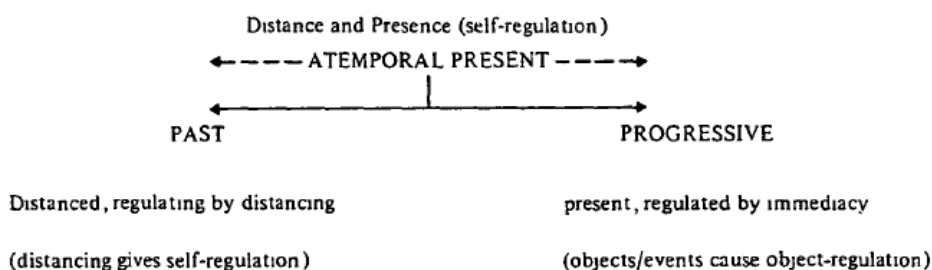 Distance and Presence (self-regulation)
ATEMPORAL PRESENT
PAST PROGRESSIVE
Distanced, regulating by distancing present, regulated by immediacy
(distancing gives self-regulation) (objects/events cause object-regulation)